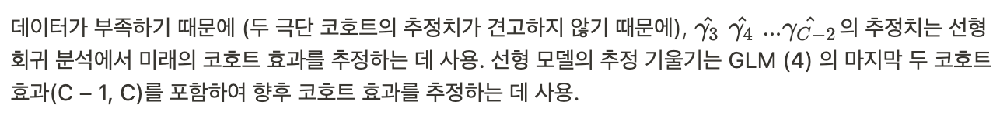 데이터가 부족하기 때문에 (두 극단 코호트의 추정치가 견고하지 않기 때문에), $\hat{\gamma_3}$ $\hat{\gamma_4}$ ...$\hat{\gamma_{C-2}}$의 추정치는 선형
회귀 분석에서 미래의 코호트 효과를 추정하는 데 사용. 선형 모델의 추정 기울기는 GLM (4) 의 마지막 두 코호트
효과(C – 1, C)를 포함하여 향후 코호트 효과를 추정하는 데 사용.